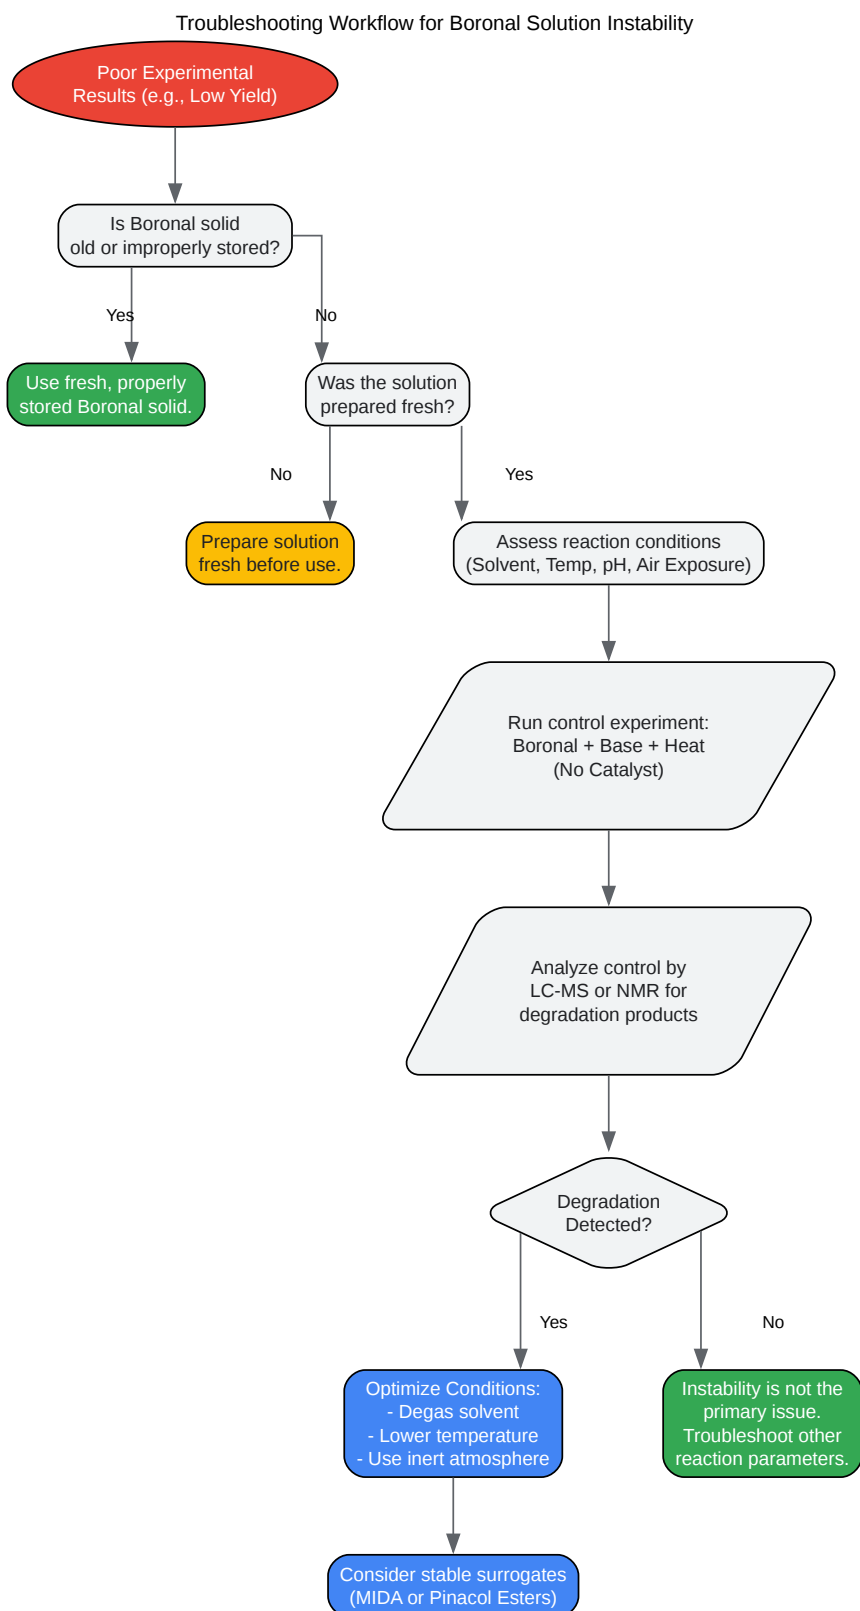 Troubleshooting Workflow for Boronal Solution Instability
Poor Experimental
Results (e.g., Low Yield)
Is Boronal solid
old or improperly stored?
Yes
No
Use fresh, properly
stored Boronal solid.
Was the solution
prepared fresh?
No
Yes
Prepare solution
fresh before use.
Assess reaction conditions
(Solvent, Temp, pH, Air Exposure)
Run control experiment:
Boronal + Base + Heat
(No Catalyst)
Analyze control by
LC-MS or NMR for
degradation products
Degradation
Detected?
Yes
No
Optimize Conditions:
- Degas solvent
- Lower temperature
- Use inert atmosphere
Instability is not the
primary issue.
Troubleshoot other
reaction parameters.
Consider stable surrogates
(MIDA or Pinacol Esters)